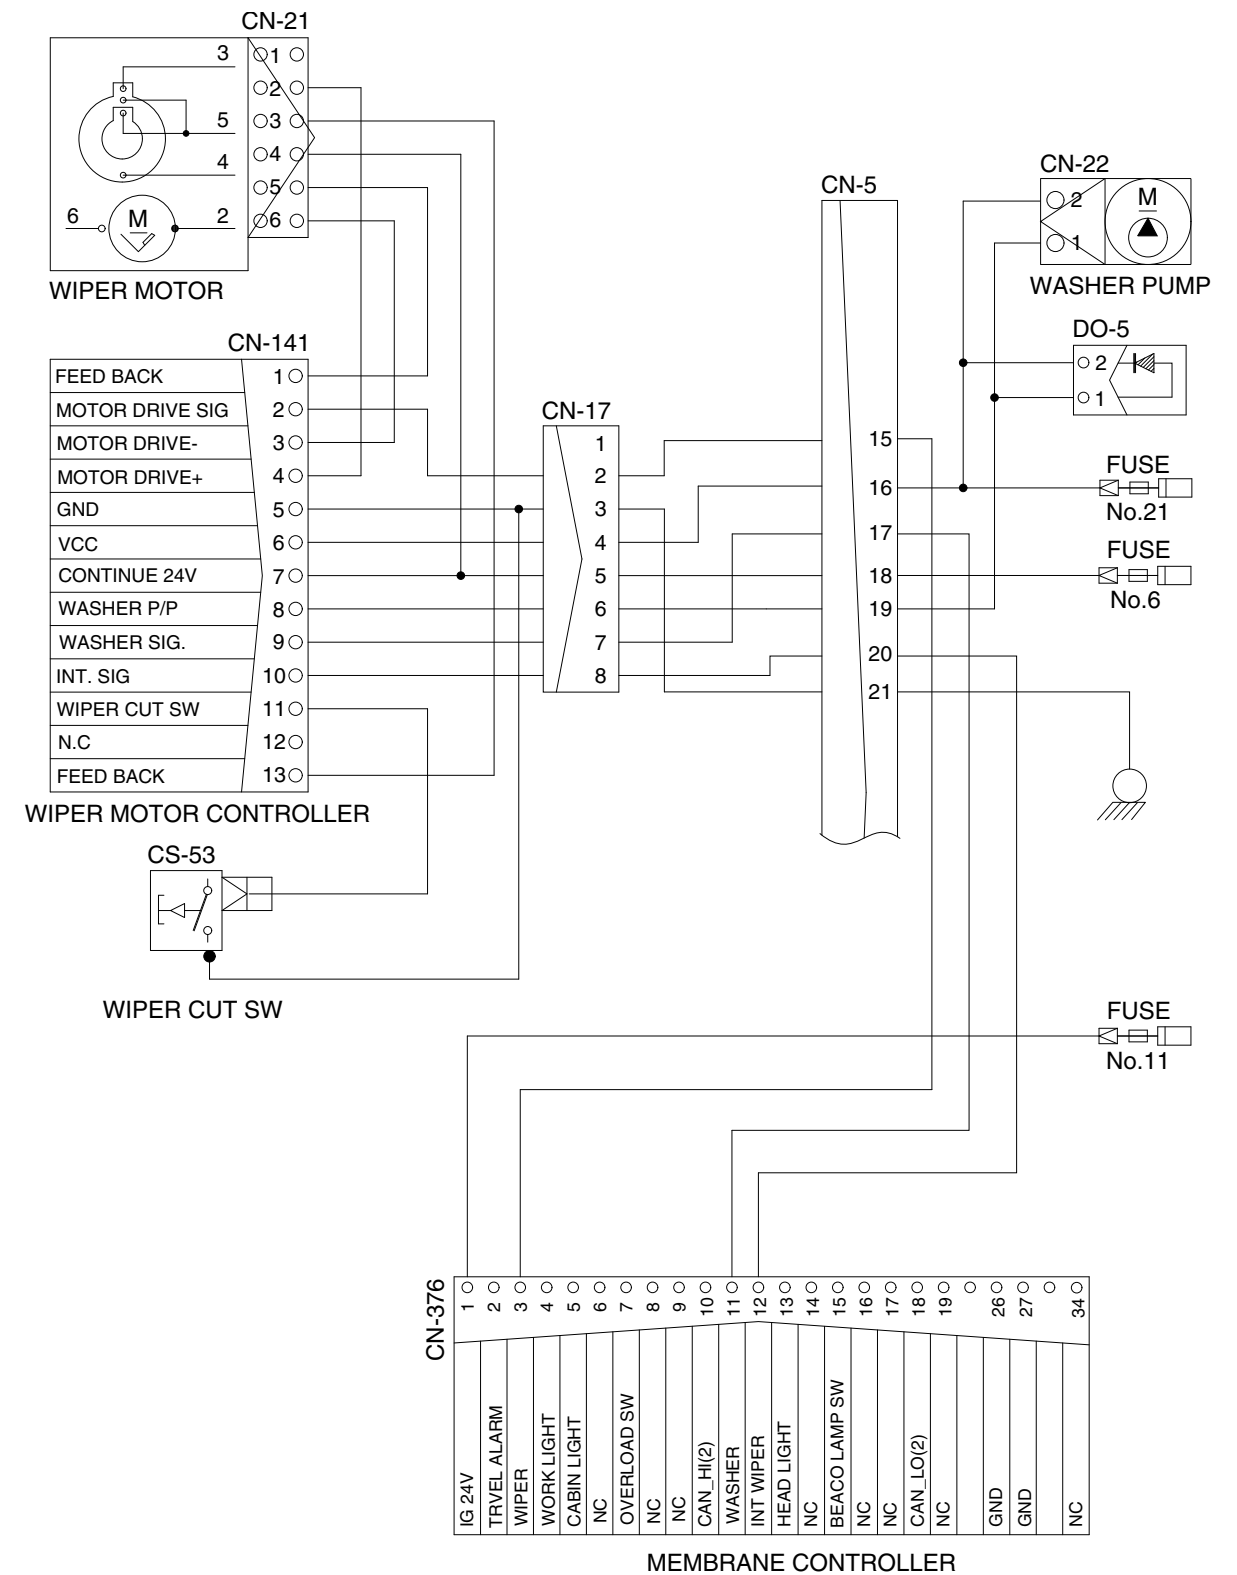 CN-21
3
5
4
6
M
2
1
2
3
4
5
6
WIPER MOTOR
CN-141
FEED BACK 1
MOTOR DRIVE SIG 2
MOTOR DRIVE- 3
MOTOR DRIVE+ 4
GND 5
VCC 6
CONTINUE 24V 7
WASHER P/P 8
WASHER SIG. 9
INT. SIG 10
WIPER CUT SW 11
N.C 12
FEED BACK 13
WIPER MOTOR CONTROLLER
CS-53
WIPER CUT SW
CN-17
1
2
3
4
5
6
7
8
CN-5
15
16
17
18
19
20
21
CN-22
2
1
M
WASHER PUMP
DO-5
2
1
FUSE
No.21
FUSE
No.6
FUSE
No.11
CN-376
1 IG 24V
2 TRVEL ALARM
3 WIPER
4 WORK LIGHT
5 CABIN LIGHT
6 NC
7 OVERLOAD SW
8 NC
9 NC
10 CAN_HI(2)
11 WASHER
12 INT WIPER
13 HEAD LIGHT
14 NC
15 BEACO LAMP SW
16 NC
17 NC
18 CAN_LO(2)
19 NC
26 GND
27 GND
34 NC
MEMBRANE CONTROLLER